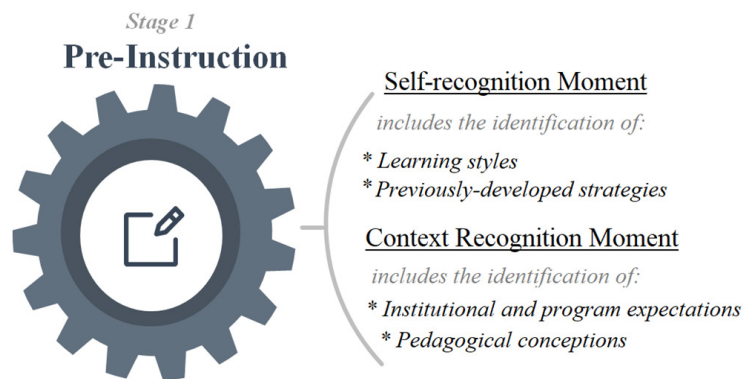 Stage 1
Pre-Instruction
Self-recognition Moment
includes the identification of:
* Learning styles
* Previously-developed strategies
Context Recognition Moment
includes the identification of:
* Institutional and program expectations
* Pedagogical conceptions